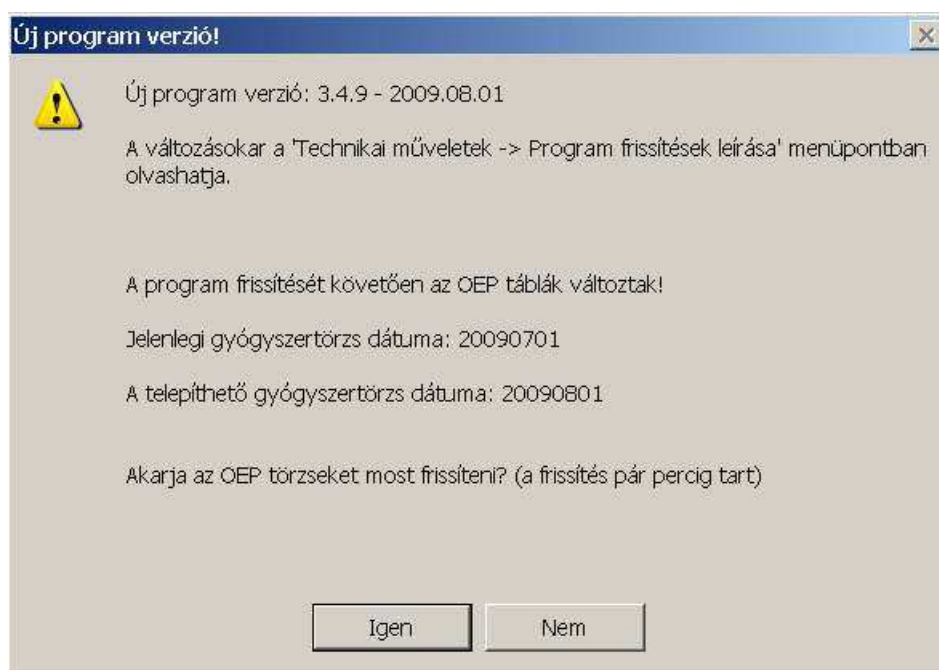 Új program verzió!
Új program verzió: 3.4.9 - 2009.08.01
A változásokar a 'Technikai műveletek -> Program frissítések leírása' menüpontban
olvashatja.
A program frissítését követően az OEP táblák változtak!
Jelenlegi gyógyszertörzs dátuma: 20090701
A telepíthető gyógyszertörzs dátuma: 20090801
Akarja az OEP törzseket most frissíteni? (a frissítés pár percig tart)
Igen
Nem